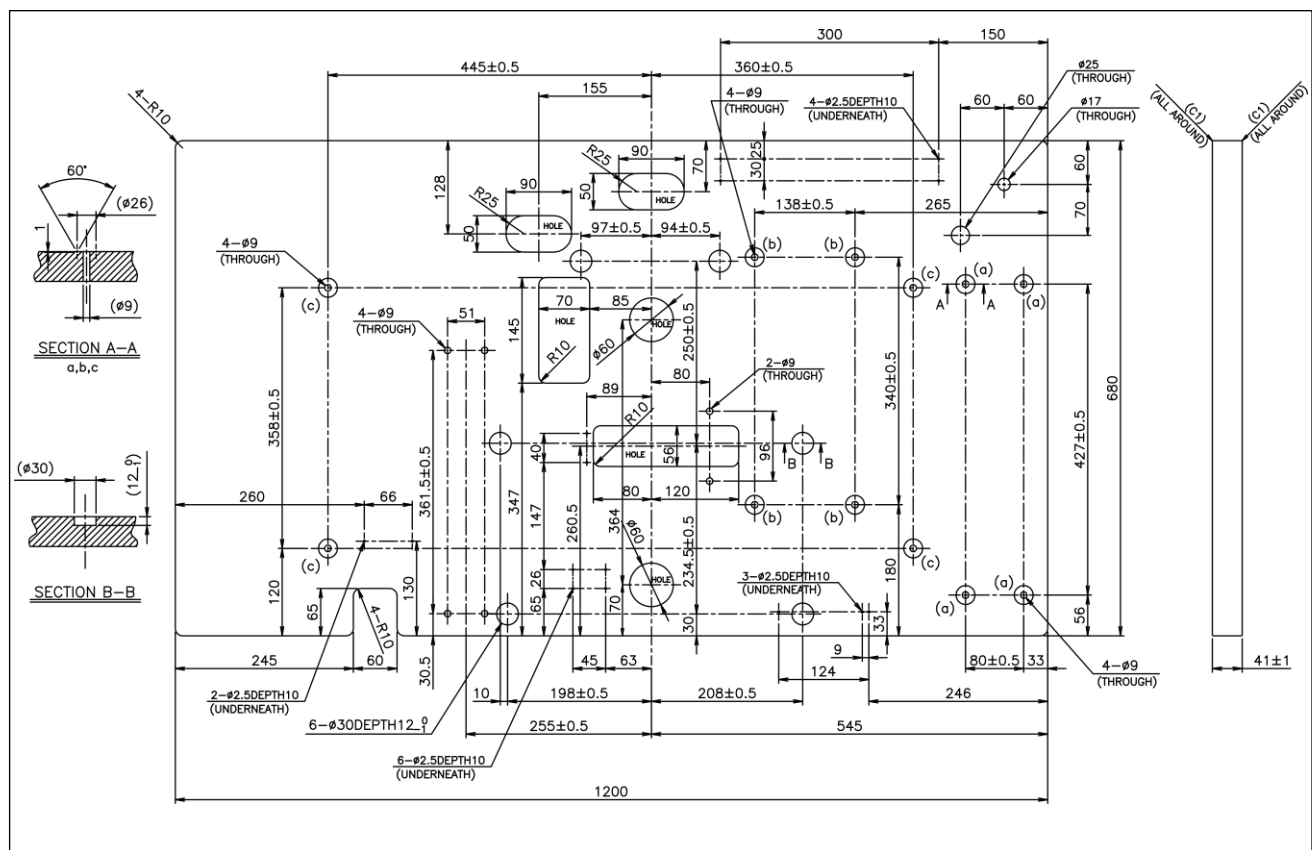 300
150
445±0.5
360±0.5
ø25
(THROUGH)
155
4-ø9
(THROUGH)
4-ø2.5DEPTH10
(UNDERNEATH)
60
60
ø17
(THROUGH)
4-R10
(C1)
(ALL AROUND)
(C1)
(ALL AROUND)
60°
(ø26)
1
(ø9)
SECTION A-A
a,b,c
128
R25
90
50
HOLE
R25
90
50
HOLE
70
25
30
60
70
138±0.5
265
97±0.5
94±0.5
4-ø9
(THROUGH)
(c)
(b)
(b)
(c)
(a)
(a)
A
A
4-ø9
(THROUGH)
51
145
70
HOLE
R10
85
HOLE
ø60
250±0.5
2-ø9
(THROUGH)
80
89
R10
HOLE
56
96
340±0.5
427±0.5
680
358±0.5
361.5±0.5
347
40
147
260.5
364
80
120
B
B
(b)
(b)
(ø30)
(12-⁰₁)
SECTION B-B
260
66
120
(c)
65
4-R10
130
30.5
26
65
70
ø60
HOLE
234.5±0.5
30
3-ø2.5DEPTH10
(UNDERNEATH)
180
(c)
(a)
(a)
33
56
9
124
80±0.5
33
4-ø9
(THROUGH)
41±1
245
60
45
63
246
2-ø2.5DEPTH10
(UNDERNEATH)
10
198±0.5
208±0.5
6-ø30DEPTH12-⁰₁
255±0.5
545
6-ø2.5DEPTH10
(UNDERNEATH)
1200